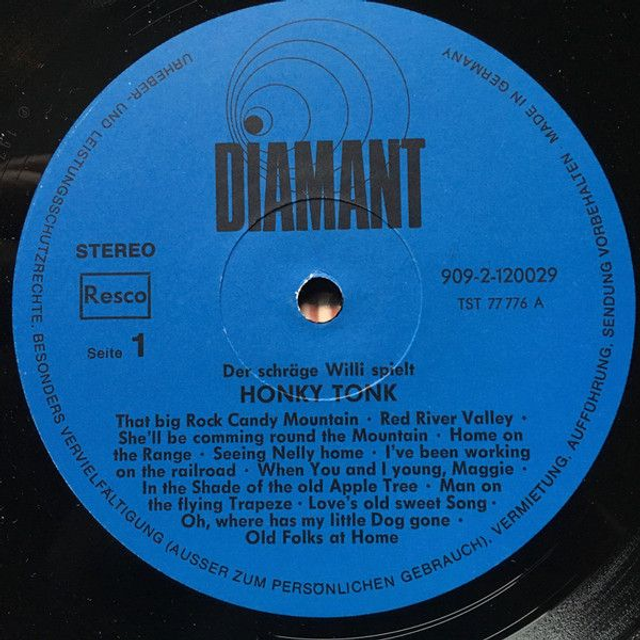 DIAMANT
STEREO
Resco
Seite 1
909-2-120029
TST 77 776 A
Der schräge Willi spielt
HONKY TONK
That big Rock Candy Mountain · Red River Valley ·
She'll be comming round the Mountain · Home on
the Range · Seeing Nelly home · I've been working
on the railroad · When You and I young, Maggie ·
In the Shade of the old Apple Tree · Man on
the flying Trapeze · Love's old sweet Song ·
Oh, where has my little Dog gone ·
Old Folks at Home
URHEBER- UND LEISTUNGSSCHUTZRECHTE. BESONDERS VERVIELFÄLTIGUNG (AUSSER ZUM PERSÖNLICHEN GEBRAUCH), VERMIETUNG, AUFFÜHRUNG, SENDUNG VORBEHALTEN MADE IN GERMANY